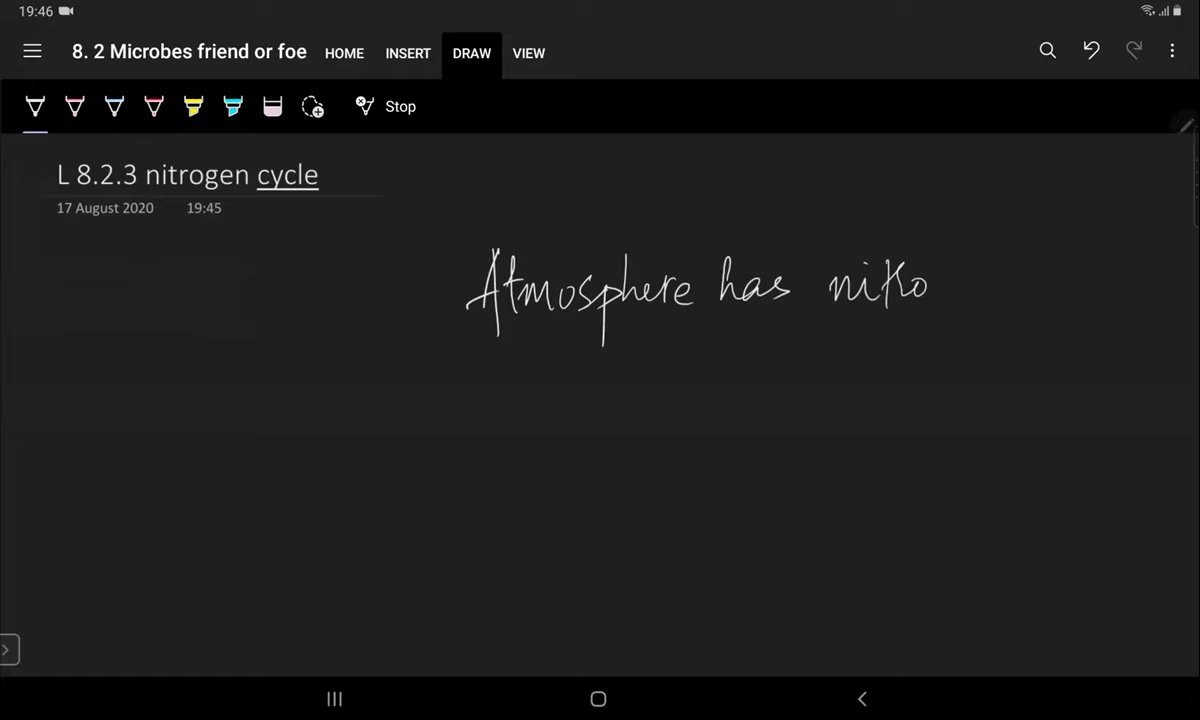 19:46
8. 2 Microbes friend or foe HOME INSERT DRAW VIEW
Stop
L 8.2.3 nitrogen cycle
17 August 2020 19:45
Atmosphere has nitro